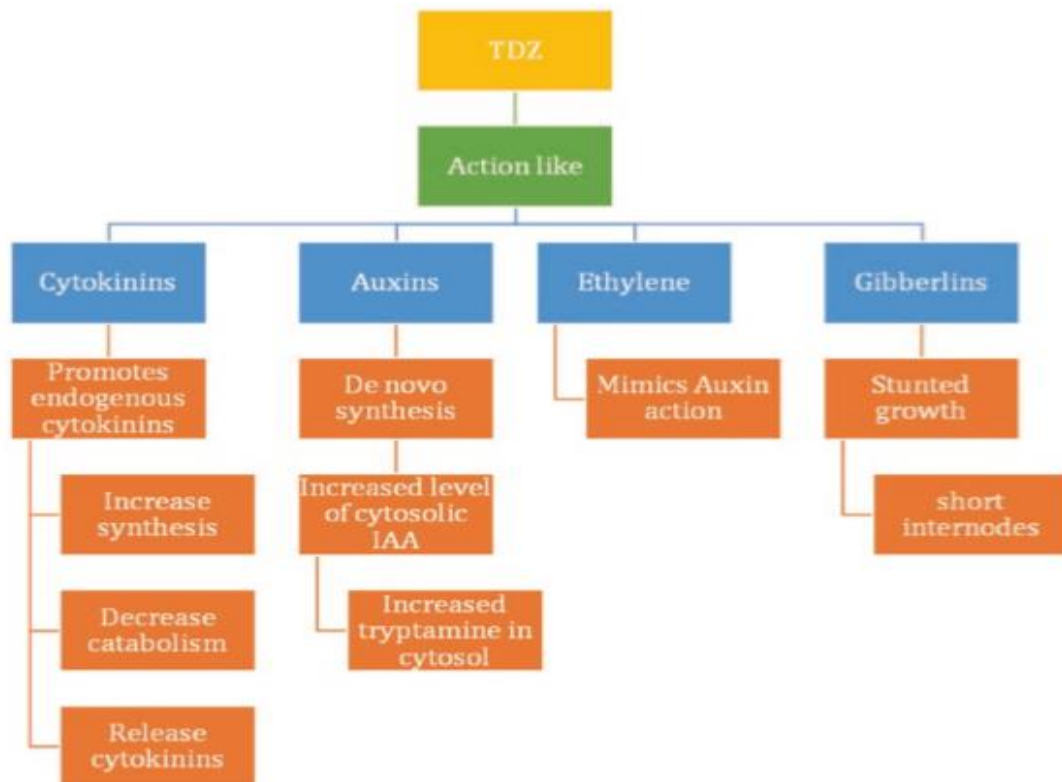 TDZ
Action like
Cytokinins
Auxins
Ethylene
Gibberlins
Promotes
endogenous
cytokinins
De novo
synthesis
Mimics Auxin
action
Stunted
growth
Increase
synthesis
Increased level
of cytosolic
IAA
short
internodes
Decrease
catabolism
Increased
tryptamine in
cytosol
Release
cytokinins